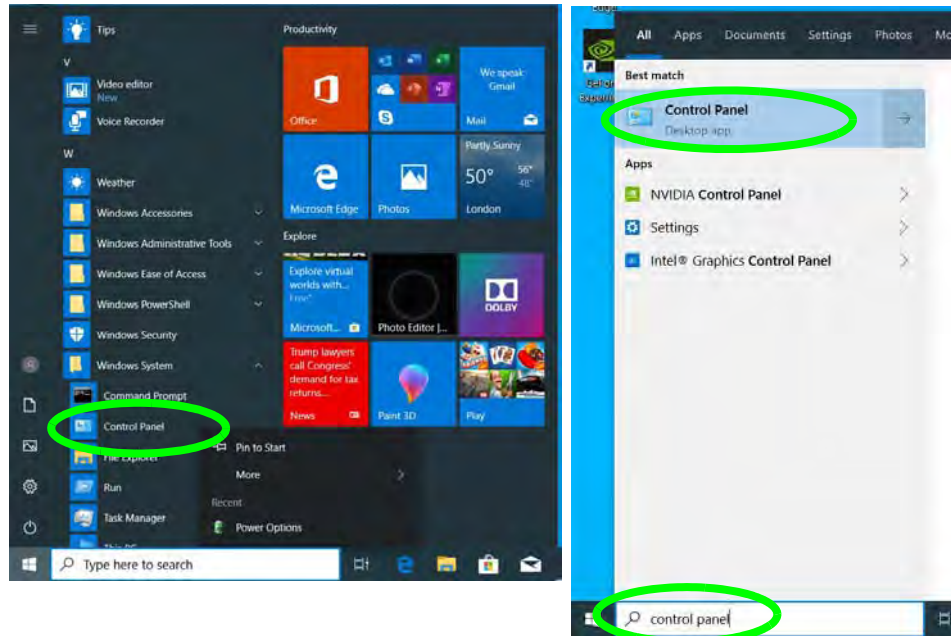 Tips
V
Video editor
New
Voice Recorder
W
Weather
Windows Accessories
Windows Administrative Tools
Windows Ease of Access
Windows PowerShell
Windows Security
Windows System
Command Prompt
Control Panel
File Explorer
Run
Task Manager
This PC
Productivity
Office
We speak
Gmail
Mail
Microsoft Edge
Photos
Partly Sunny
50°
56°
48°
London
Explore
Explore virtual
worlds with...
Free*
Microsoft...
Photo Editor |...
DOLBY
Trump lawyers
call Congress'
demand for tax
returns...
News
Paint 3D
Play
Pin to Start
More
Recent
Power Options
Type here to search
Edge
All Apps Documents Settings Photos Mo
Best match
Control Panel
Desktop app
Apps
NVIDIA Control Panel
Settings
Intel® Graphics Control Panel
control panel